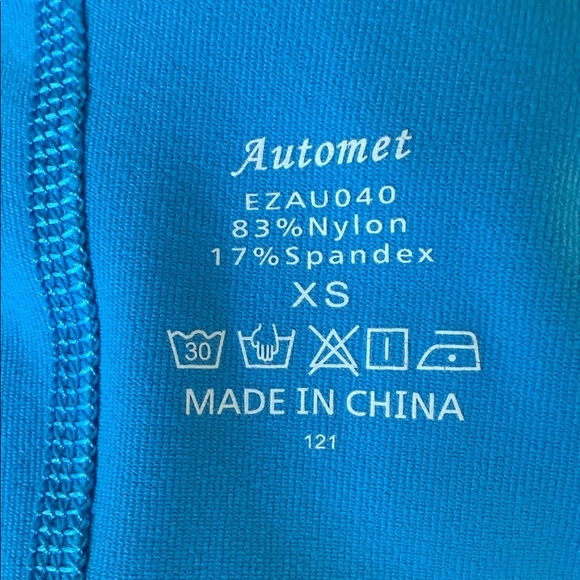 Automet
EZAU040
83%Nylon
17%Spandex
XS
30
MADE IN CHINA
121